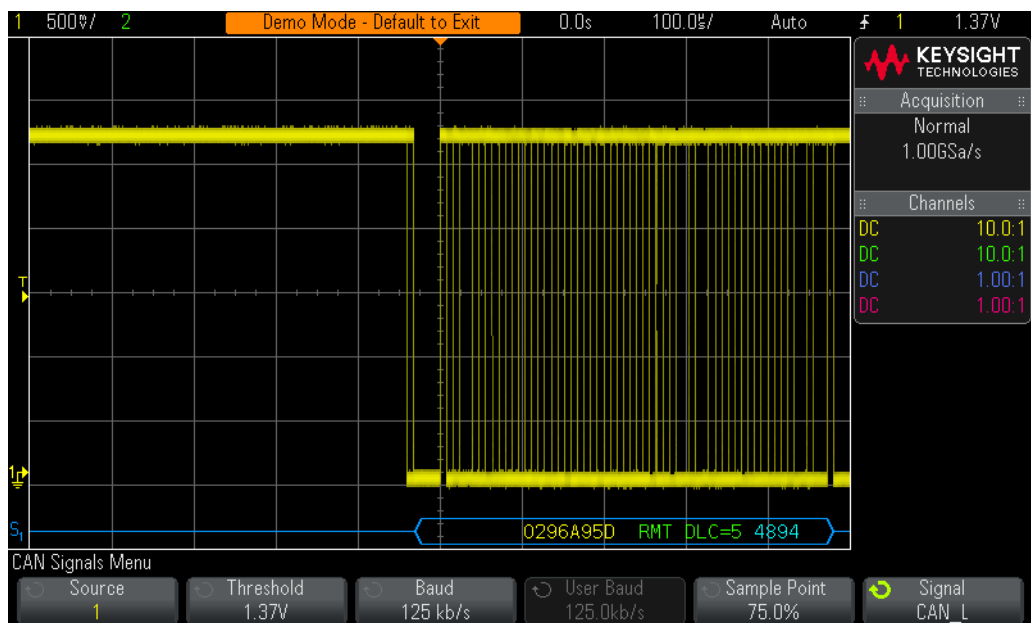 1 500㎷/ 2 Demo Mode - Default to Exit 0.0s 100.0㎲/ Auto 1 1.37V
KEYSIGHT
TECHNOLOGIES
Acquisition
Normal
1.00GSa/s
Channels
DC 10.0:1
DC 10.0:1
DC 1.00:1
DC 1.00:1
T
1
S1 0296A95D RMT DLC=5 4894
CAN Signals Menu
Source Threshold Baud User Baud Sample Point Signal
1 1.37V 125 kb/s 125.0kb/s 75.0% CAN_L